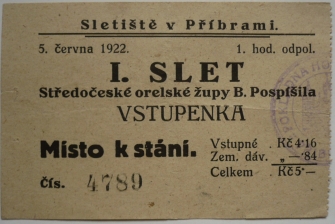 Sletiště v Příbrami.
5. června 1922. 1. hod. odpol.
I. SLET
Středočeské orelské župy B. Pospíšila
VSTUPENKA
Místo k stání.
Vstupné Kč 4·16
Zem. dáv. „ —·84
Celkem Kč 5·—
čís. 4789